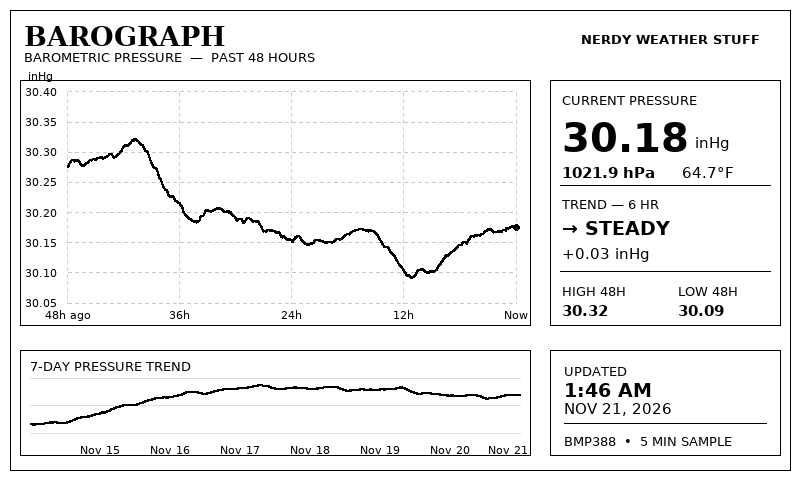 BAROGRAPH
BAROMETRIC PRESSURE — PAST 48 HOURS
NERDY WEATHER STUFF
inHg
30.40
30.35
30.30
30.25
30.20
30.15
30.10
30.05
48h ago 36h 24h 12h Now
CURRENT PRESSURE
30.18 inHg
1021.9 hPa 64.7°F
TREND — 6 HR
→ STEADY
+0.03 inHg
HIGH 48H LOW 48H
30.32 30.09
7-DAY PRESSURE TREND
Nov 15 Nov 16 Nov 17 Nov 18 Nov 19 Nov 20 Nov 21
UPDATED
1:46 AM
NOV 21, 2026
BMP388 • 5 MIN SAMPLE